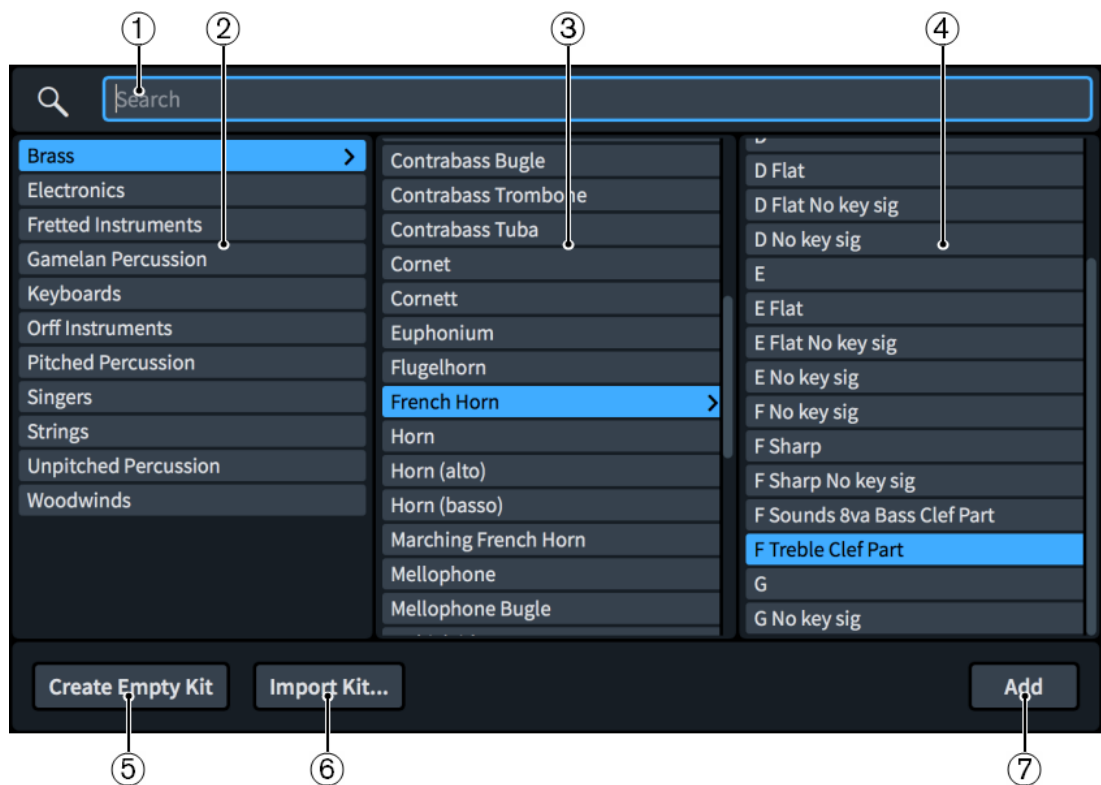 ① ② ③ ④
Search
Brass
Electronics
Fretted Instruments
Gamelan Percussion
Keyboards
Orff Instruments
Pitched Percussion
Singers
Strings
Unpitched Percussion
Woodwinds
Contrabass Bugle
Contrabass Trombone
Contrabass Tuba
Cornet
Cornett
Euphonium
Flugelhorn
French Horn
Horn
Horn (alto)
Horn (basso)
Marching French Horn
Mellophone
Mellophone Bugle
D Flat
D Flat No key sig
D No key sig
E
E Flat
E Flat No key sig
E No key sig
F No key sig
F Sharp
F Sharp No key sig
F Sounds 8va Bass Clef Part
F Treble Clef Part
G
G No key sig
Create Empty Kit
Import Kit...
Add
⑤ ⑥ ⑦